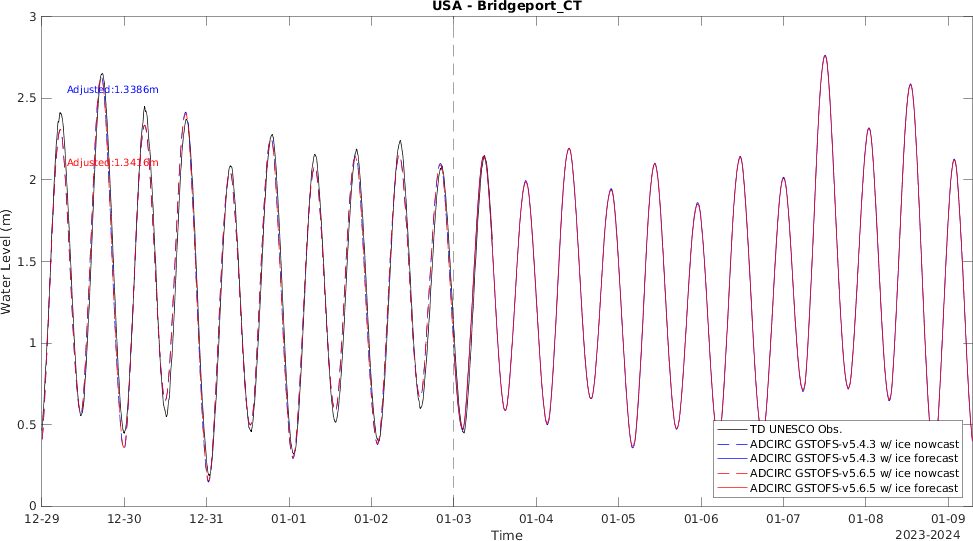 USA - Bridgeport_CT
3
2.5
2
1.5
1
0.5
0
Water Level (m)
Adjusted:1.3386m
Adjusted:1.3416m
TD UNESCO Obs.
ADCIRC GSTOFS-v5.4.3 w/ ice nowcast
ADCIRC GSTOFS-v5.4.3 w/ ice forecast
ADCIRC GSTOFS-v5.6.5 w/ ice nowcast
ADCIRC GSTOFS-v5.6.5 w/ ice forecast
12-29 12-30 12-31 01-01 01-02 01-03 01-04 01-05 01-06 01-07 01-08 01-09
Time
2023-2024